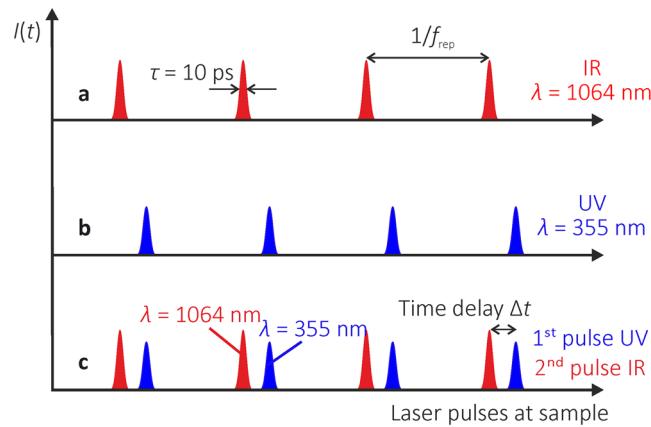 I(t)
1/f_rep
τ = 10 ps
a
IR
λ = 1064 nm
b
UV
λ = 355 nm
Time delay Δt
λ = 1064 nm
λ = 355 nm
1st pulse UV
c
2nd pulse IR
Laser pulses at sample